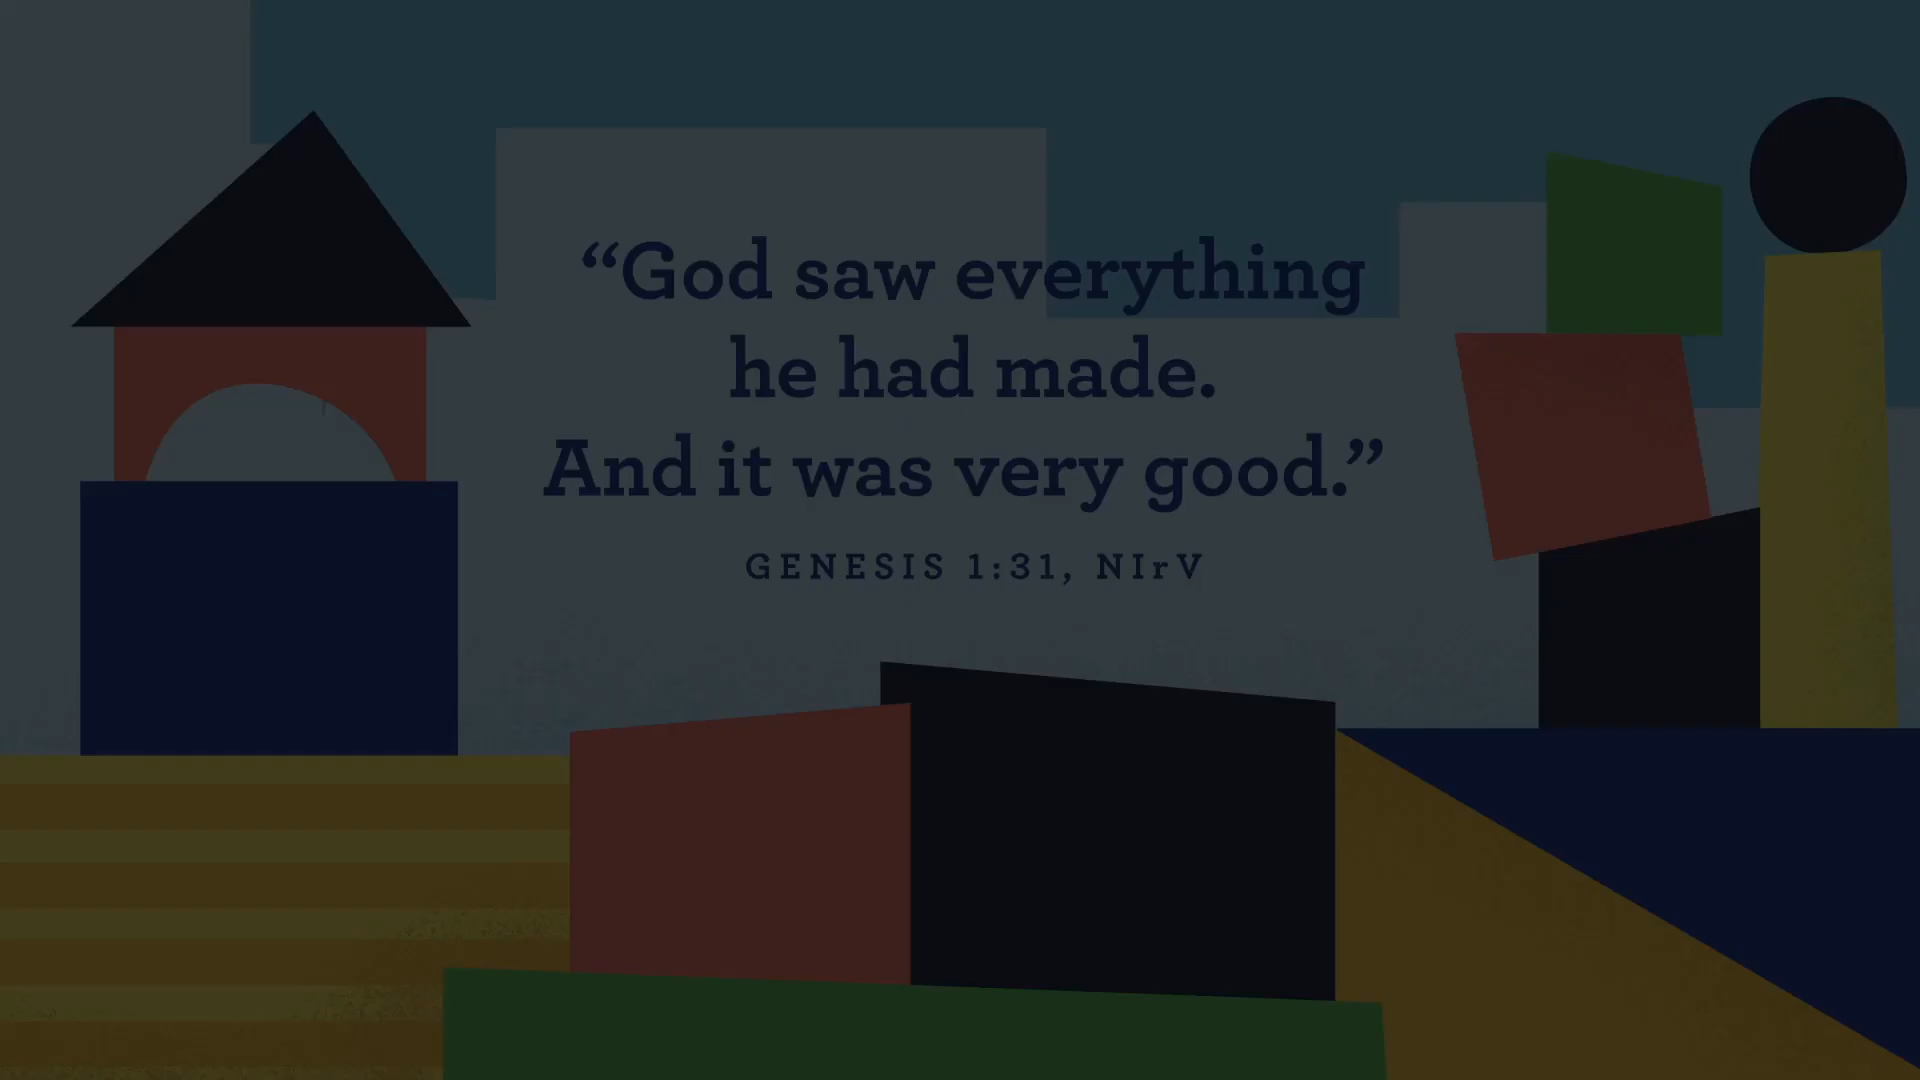 “God saw everything
he had made.
And it was very good.”
GENESIS 1:31, NIrV